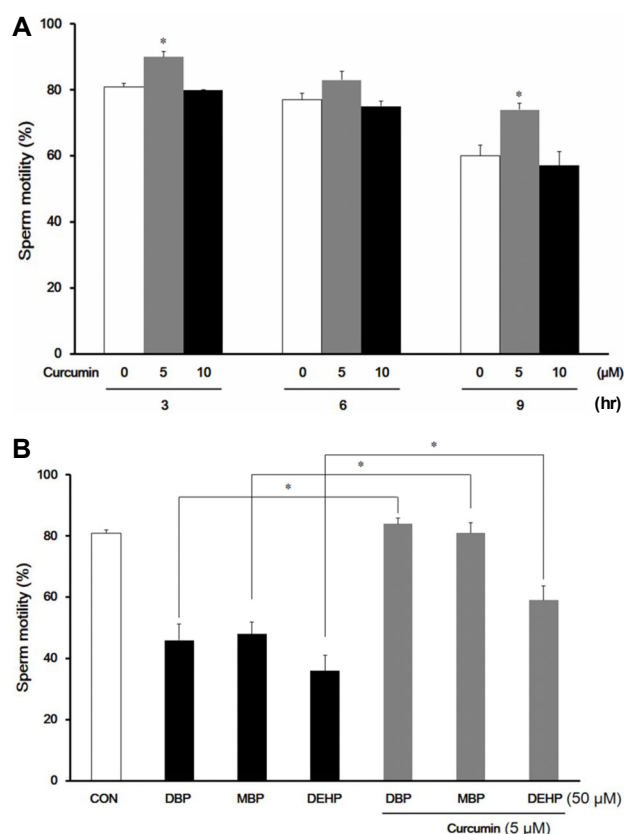 A
100
*
*
80
60
40
20
0
Sperm motility (%)
Curcumin 0 5 10 0 5 10 0 5 10 (μM)
3 6 9 (hr)
B
100
*
*
*
80
60
40
20
0
Sperm motility (%)
CON DBP MBP DEHP DBP MBP DEHP (50 μM)
Curcumin (5 μM)